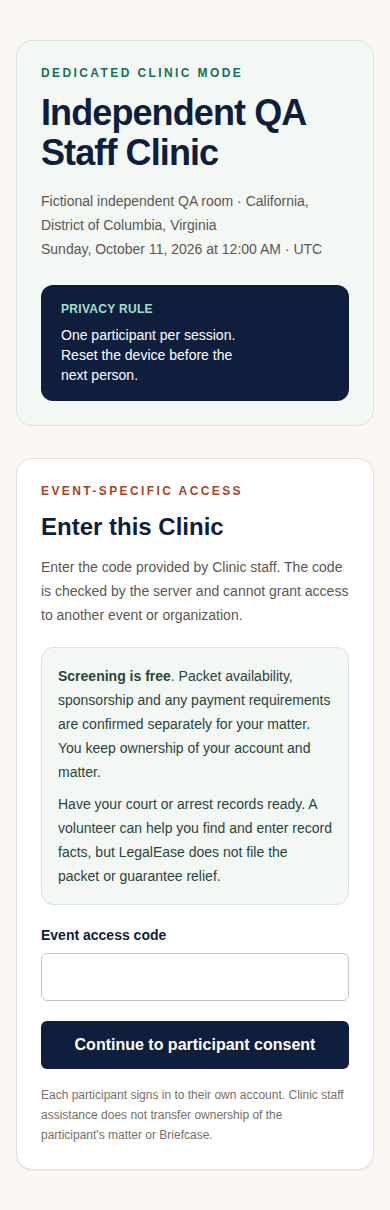 DEDICATED CLINIC MODE
Independent QA
Staff Clinic
Fictional independent QA room · California,
District of Columbia, Virginia
Sunday, October 11, 2026 at 12:00 AM · UTC
PRIVACY RULE
One participant per session.
Reset the device before the
next person.
EVENT-SPECIFIC ACCESS
Enter this Clinic
Enter the code provided by Clinic staff. The code
is checked by the server and cannot grant access
to another event or organization.
Screening is free. Packet availability,
sponsorship and any payment requirements
are confirmed separately for your matter.
You keep ownership of your account and
matter.
Have your court or arrest records ready. A
volunteer can help you find and enter record
facts, but LegalEase does not file the
packet or guarantee relief.
Event access code
Continue to participant consent
Each participant signs in to their own account. Clinic staff
assistance does not transfer ownership of the
participant's matter or Briefcase.